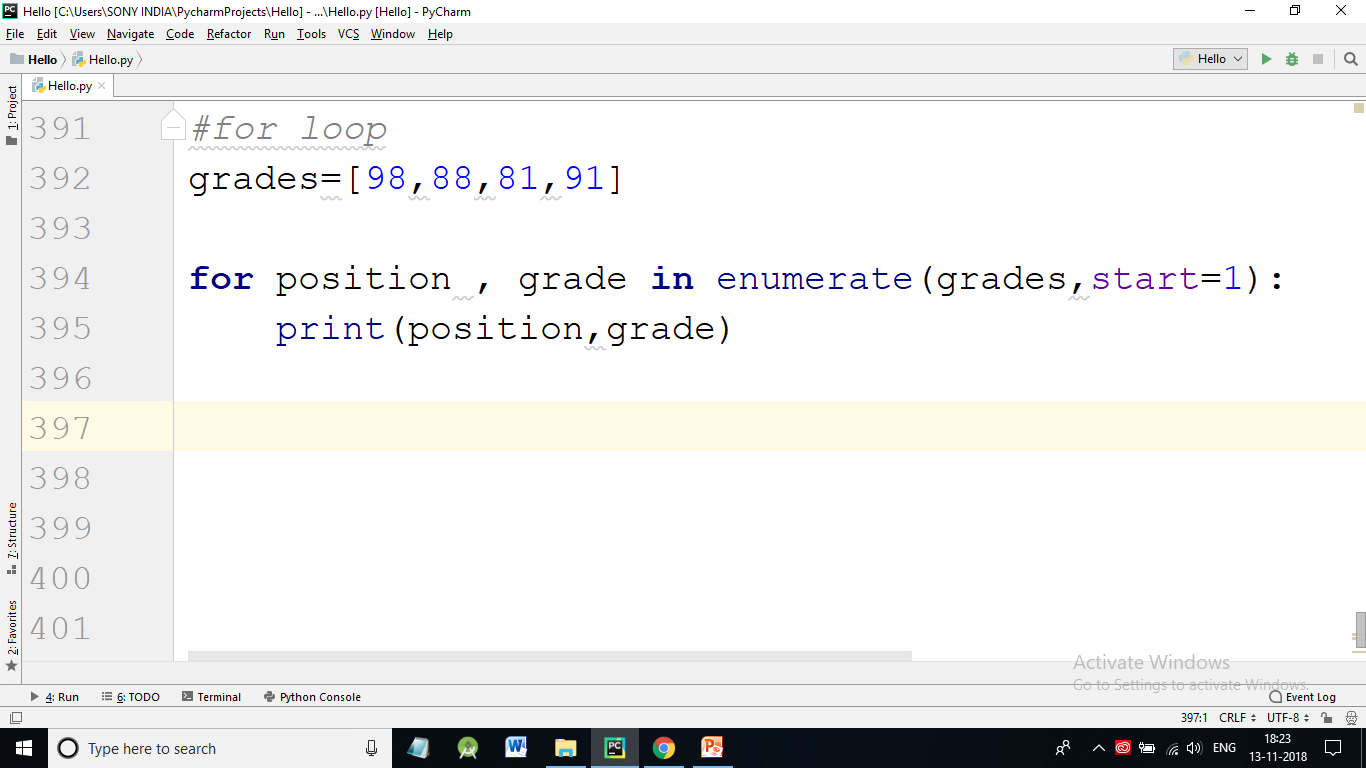 Hello [C:\Users\SONY INDIA\PycharmProjects\Hello] - ...\Hello.py [Hello] - PyCharm
File Edit View Navigate Code Refactor Run Tools VCS Window Help
Hello Hello.py Hello
1: Project
Hello.py
391 #for loop
392 grades=[98,88,81,91]
393
394 for position , grade in enumerate(grades,start=1):
395     print(position,grade)
396
397
398
399
400
401
7: Structure
2: Favorites
Activate Windows
Go to Settings to activate Windows.
4: Run 6: TODO Terminal Python Console Event Log
397:1 CRLF UTF-8
Type here to search
ENG 18:23
13-11-2018